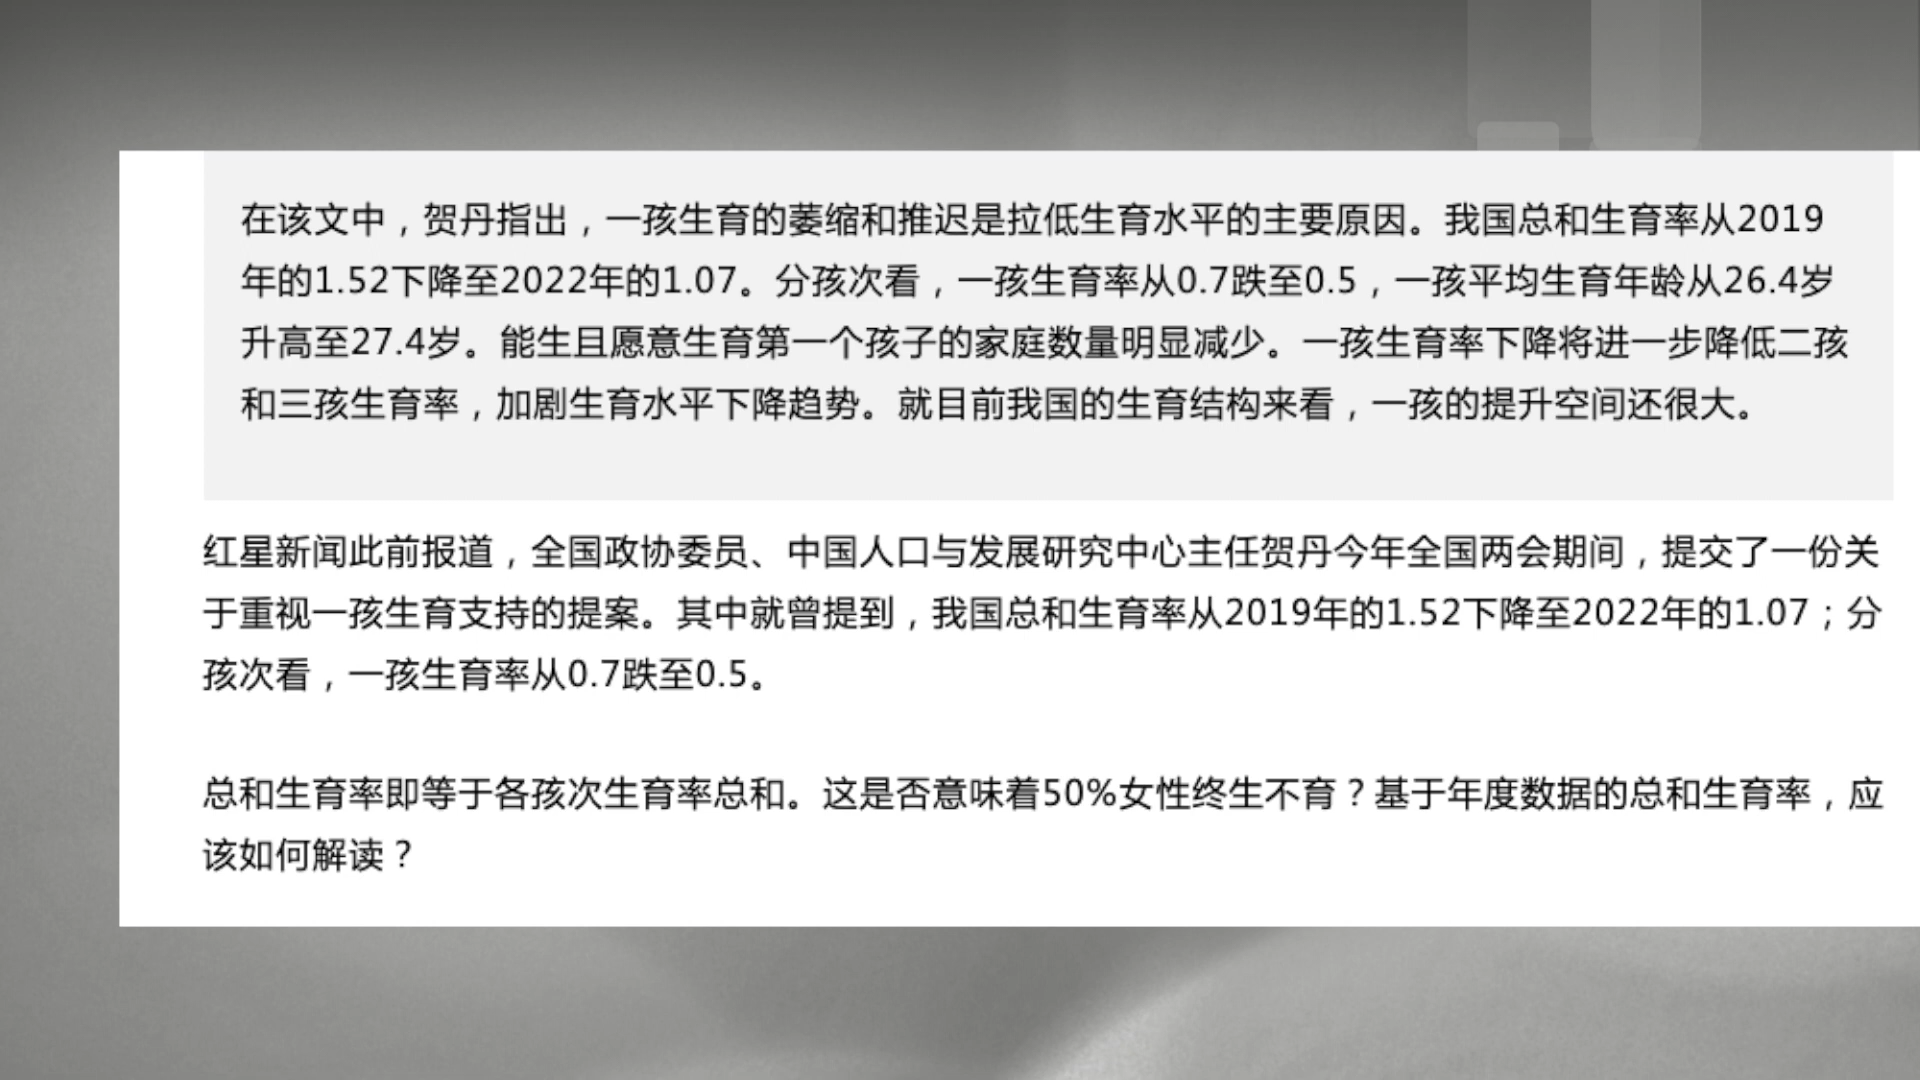 在该文中，贺丹指出，一孩生育的萎缩和推迟是拉低生育水平的主要原因。我国总和生育率从2019
年的1.52下降至2022年的1.07。分孩次看，一孩生育率从0.7跌至0.5，一孩平均生育年龄从26.4岁
升高至27.4岁。能生且愿意生育第一个孩子的家庭数量明显减少。一孩生育率下降将进一步降低二孩
和三孩生育率，加剧生育水平下降趋势。就目前我国的生育结构来看，一孩的提升空间还很大。
红星新闻此前报道，全国政协委员、中国人口与发展研究中心主任贺丹今年全国两会期间，提交了一份关
于重视一孩生育支持的提案。其中就曾提到，我国总和生育率从2019年的1.52下降至2022年的1.07；分
孩次看，一孩生育率从0.7跌至0.5。
总和生育率即等于各孩次生育率总和。这是否意味着50%女性终生不育？基于年度数据的总和生育率，应
该如何解读？